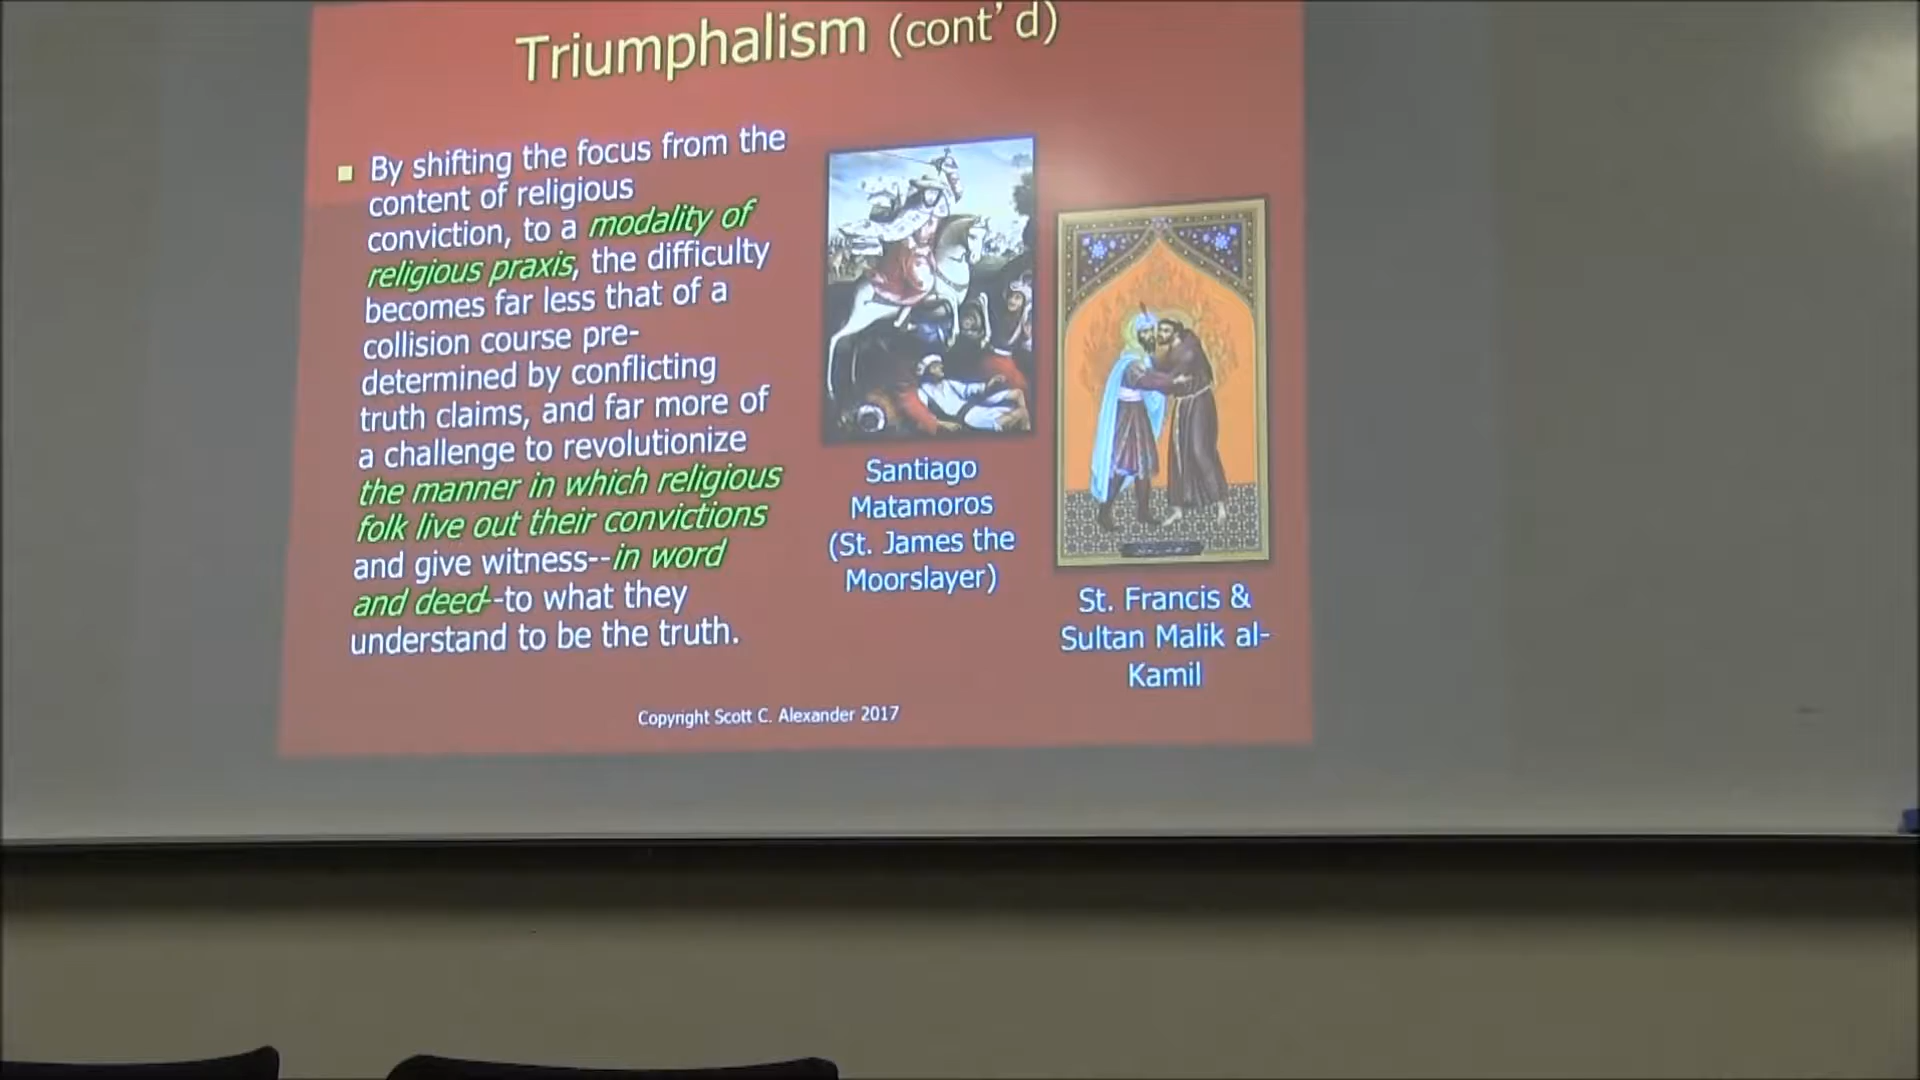 Triumphalism (cont'd)
By shifting the focus from the
content of religious
conviction, to a modality of
religious praxis, the difficulty
becomes far less that of a
collision course pre-
determined by conflicting
truth claims, and far more of
a challenge to revolutionize
the manner in which religious
folk live out their convictions
and give witness--in word
and deed--to what they
understand to be the truth.
Santiago
Matamoros
(St. James the
Moorslayer)
St. Francis &
Sultan Malik al-
Kamil
Copyright Scott C. Alexander 2017